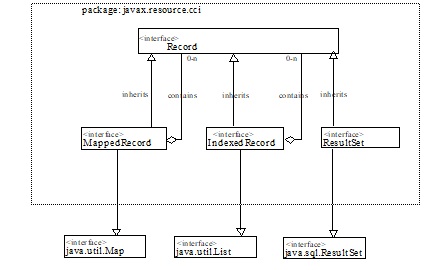 package: javax.resource.cci
<interface>
Record
0-n
0-n
inherits
contains
inherits
contains
inherits
<interface>
MappedRecord
<interface>
IndexedRecord
<interface>
ResultSet
<interface>
java.util.Map
<interface>
java.util.List
<interface>
java.sql.ResultSet